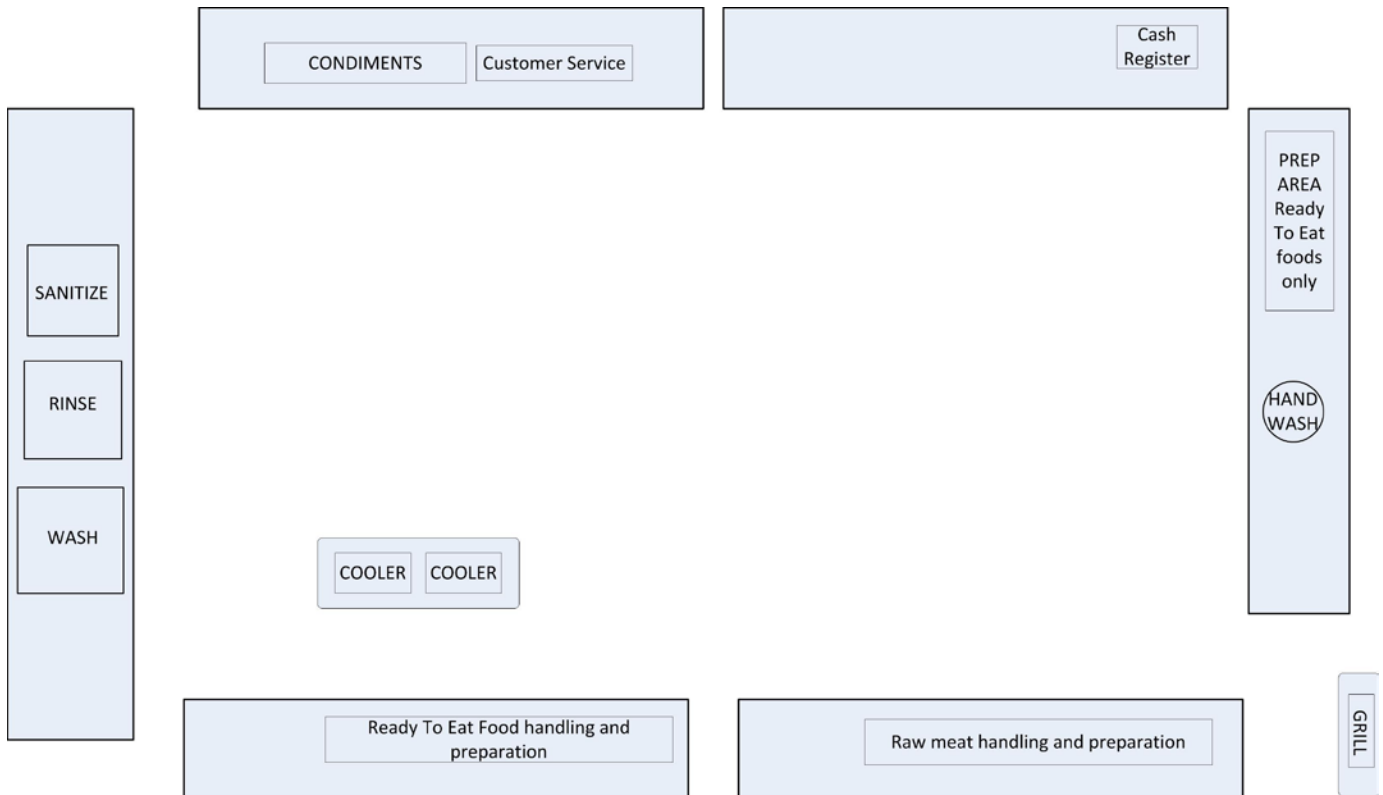 CONDIMENTS
Customer Service
Cash
Register
PREP
AREA
Ready
To Eat
foods
only
SANITIZE
RINSE
HAND
WASH
WASH
COOLER
COOLER
Ready To Eat Food handling and
preparation
Raw meat handling and preparation
GRILL